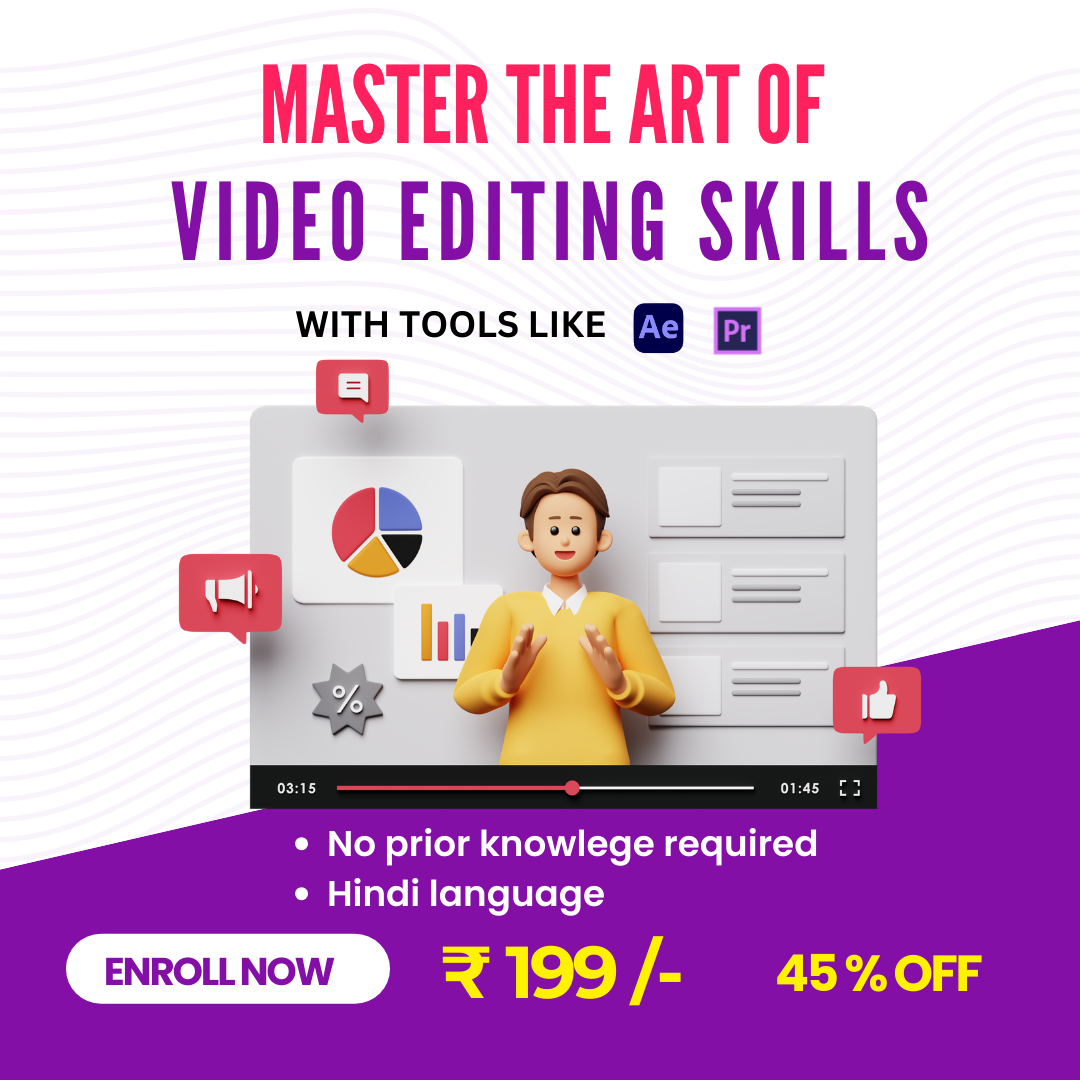 MASTER THE ART OF
VIDEO EDITING SKILLS
WITH TOOLS LIKE Ae Pr
%
03:15 01:45
• No prior knowlege required
• Hindi language
ENROLL NOW ₹ 199 /- 45 % OFF